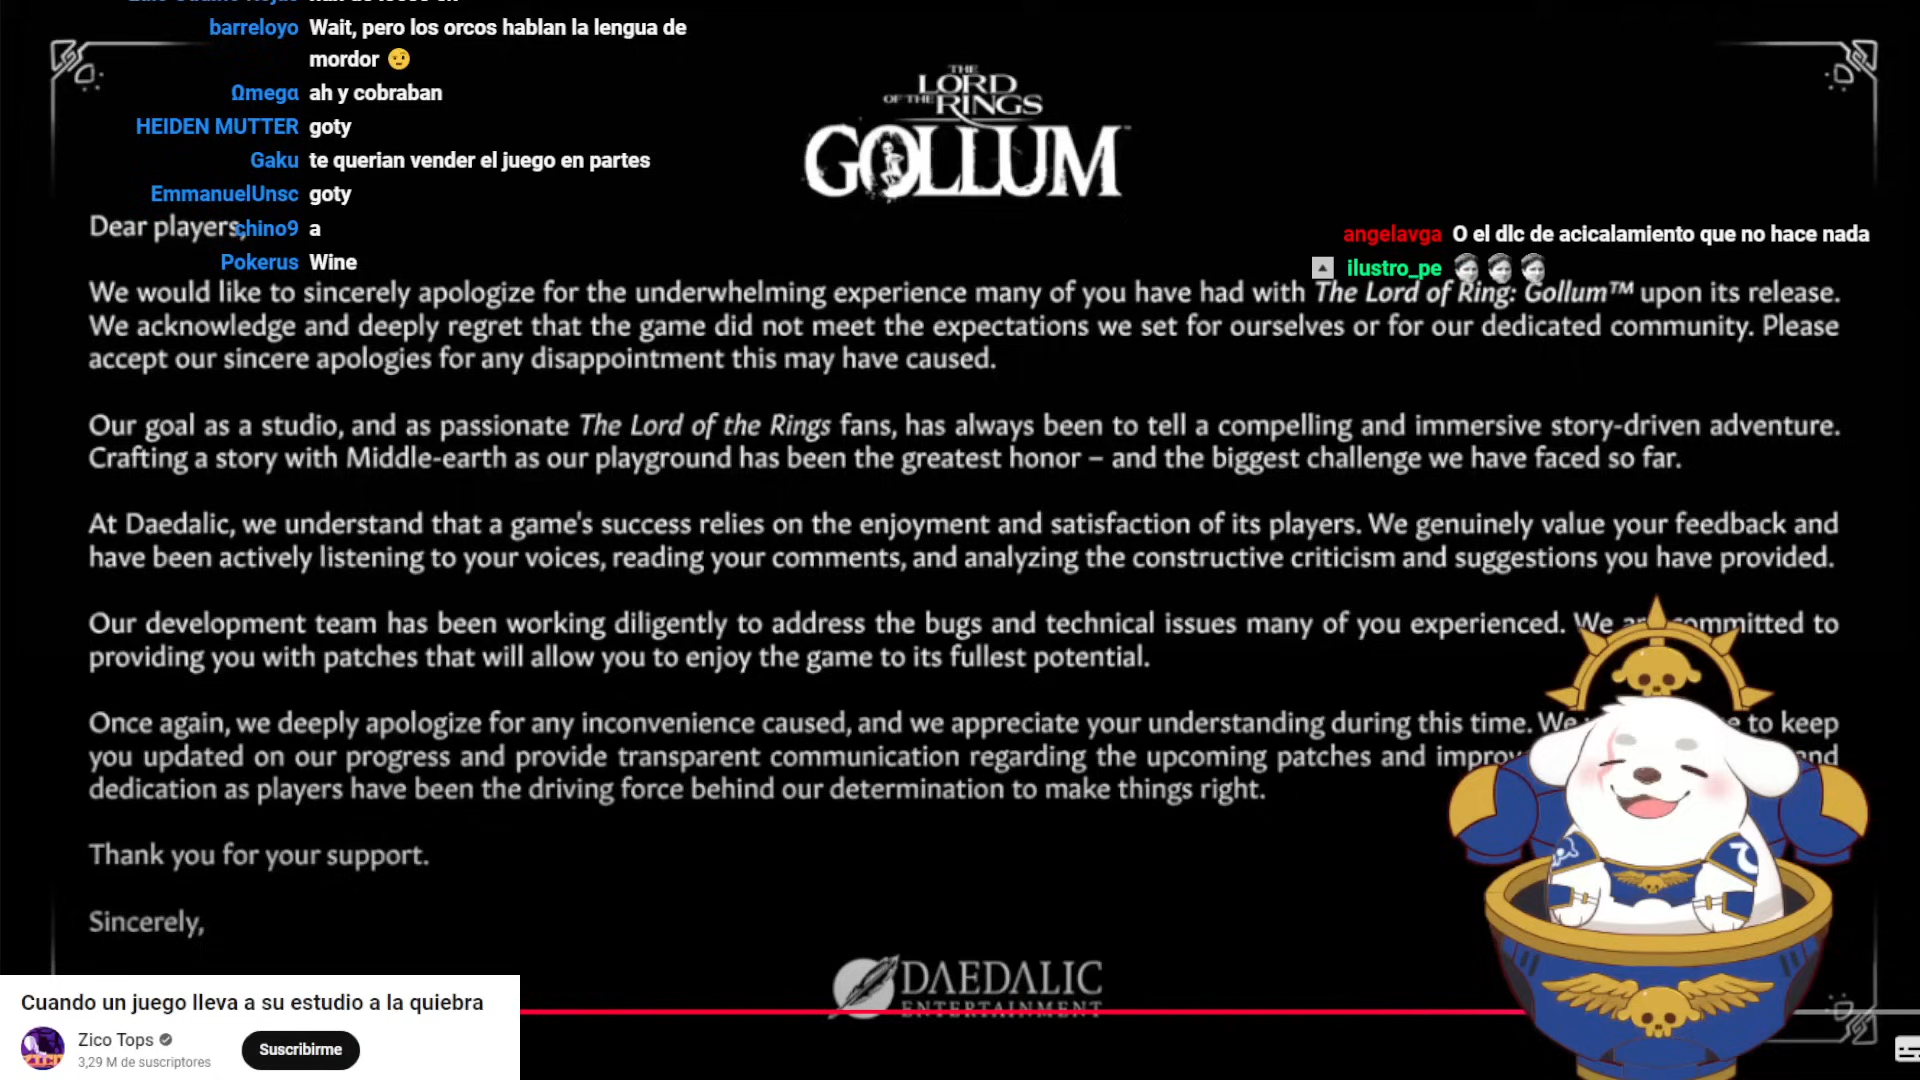 barreloyo Wait, pero los orcos hablan la lengua de
mordor
Ωmega ah y cobraban
HEIDEN MUTTER goty
Gaku te querian vender el juego en partes
EmmanuelUnsc goty
chino9 a
Pokerus Wine
THE
LORD
OF THE RINGS
GOLLUM™
angelavga O el dlc de acicalamiento que no hace nada
ilustro_pe
Dear players,
We would like to sincerely apologize for the underwhelming experience many of you have had with The Lord of Ring: Gollum™ upon its release.
We acknowledge and deeply regret that the game did not meet the expectations we set for ourselves or for our dedicated community. Please
accept our sincere apologies for any disappointment this may have caused.
Our goal as a studio, and as passionate The Lord of the Rings fans, has always been to tell a compelling and immersive story-driven adventure.
Crafting a story with Middle-earth as our playground has been the greatest honor – and the biggest challenge we have faced so far.
At Daedalic, we understand that a game's success relies on the enjoyment and satisfaction of its players. We genuinely value your feedback and
have been actively listening to your voices, reading your comments, and analyzing the constructive criticism and suggestions you have provided.
Our development team has been working diligently to address the bugs and technical issues many of you experienced. We are committed to
providing you with patches that will allow you to enjoy the game to its fullest potential.
Once again, we deeply apologize for any inconvenience caused, and we appreciate your understanding during this time. We to keep
you updated on our progress and provide transparent communication regarding the upcoming patches and and
dedication as players have been the driving force behind our determination to make things right.
Thank you for your support.
Sincerely,
DAEDALIC
ENTERTAINMENT
Cuando un juego lleva a su estudio a la quiebra
Zico Tops
3,29 M de suscriptores
Suscribirme